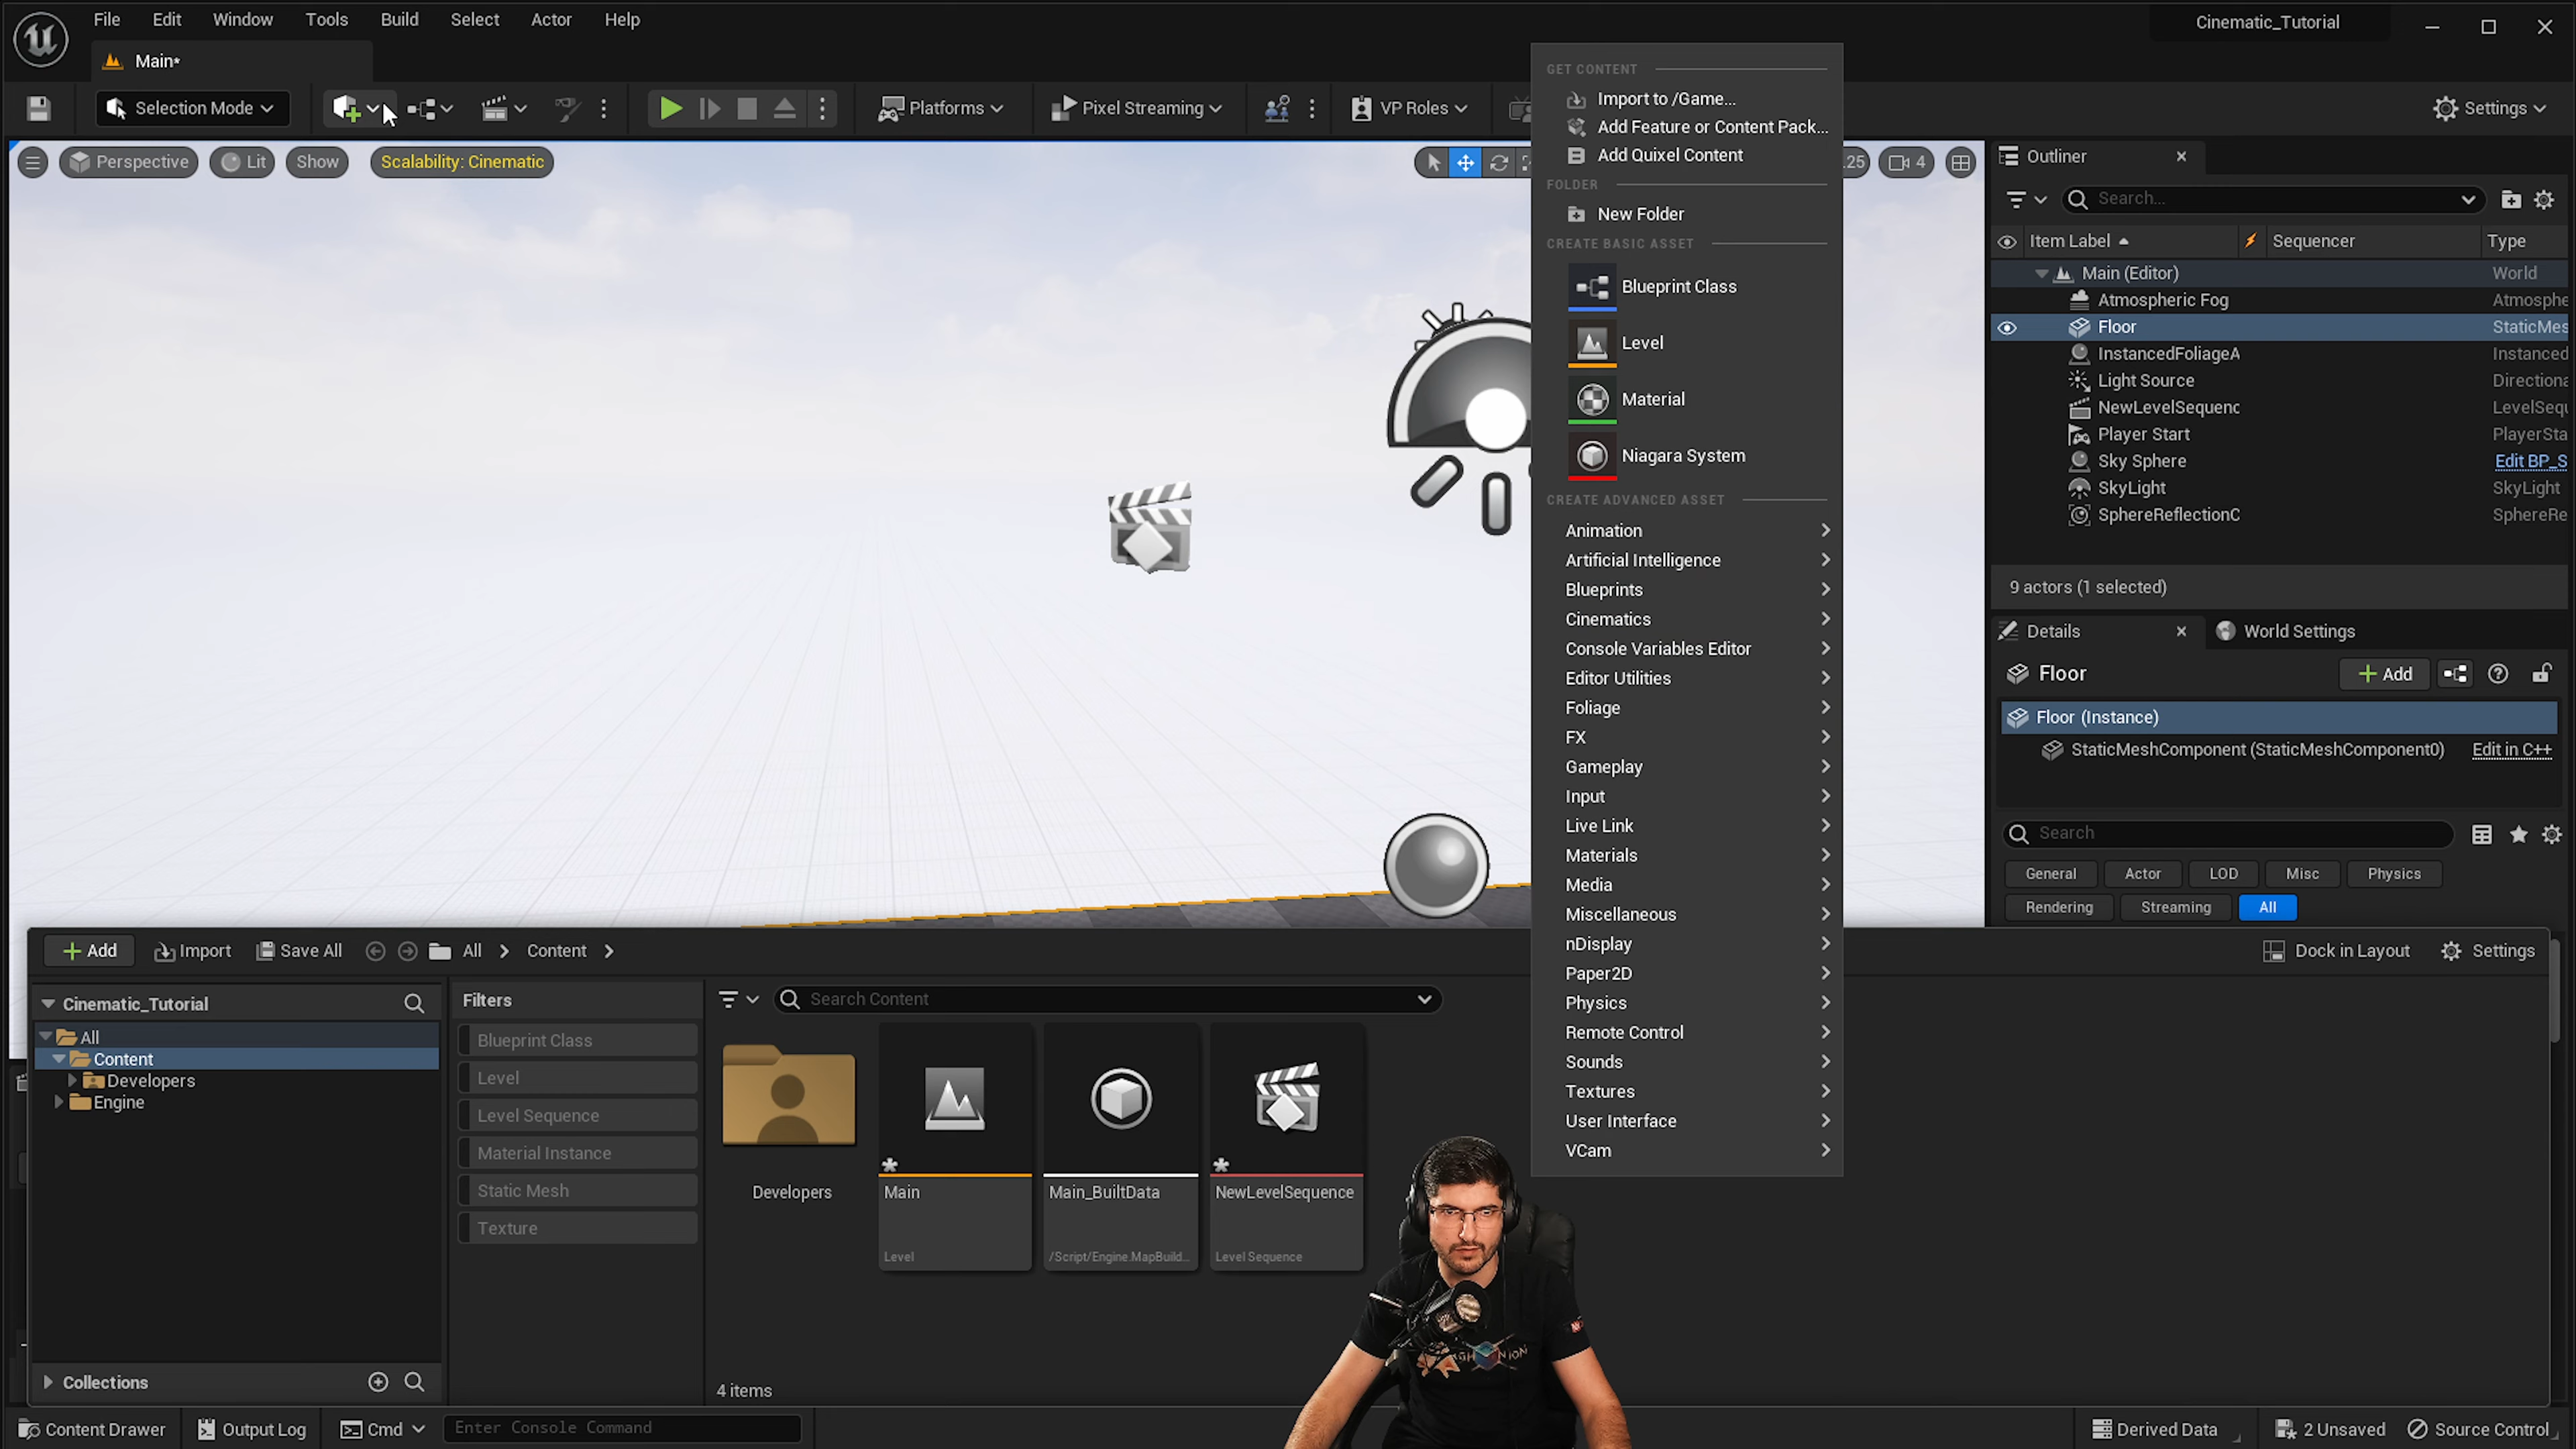 File Edit Window Tools Build Select Actor Help
Cinematic_Tutorial
Main*
Selection Mode
Platforms
Pixel Streaming
VP Roles
Settings
Perspective
Lit
Show
Scalability: Cinematic
.25
4
GET CONTENT
Import to /Game...
Add Feature or Content Pack...
Add Quixel Content
FOLDER
New Folder
CREATE BASIC ASSET
Blueprint Class
Level
Material
Niagara System
CREATE ADVANCED ASSET
Animation
Artificial Intelligence
Blueprints
Cinematics
Console Variables Editor
Editor Utilities
Foliage
FX
Gameplay
Input
Live Link
Materials
Media
Miscellaneous
nDisplay
Paper2D
Physics
Remote Control
Sounds
Textures
User Interface
VCam
Outliner
Search...
Item Label Sequencer Type
Main (Editor) World
Atmospheric Fog Atmosphe
Floor StaticMes
InstancedFoliageA Instanced
Light Source Directiona
NewLevelSequenc LevelSequ
Player Start PlayerSta
Sky Sphere Edit BP_S
SkyLight SkyLight
SphereReflectionC SphereRe
9 actors (1 selected)
Details
World Settings
Floor
Add
Floor (Instance)
StaticMeshComponent (StaticMeshComponent0) Edit in C++
Search
General Actor LOD Misc Physics
Rendering Streaming All
Add Import Save All All Content
Dock in Layout Settings
Cinematic_Tutorial
All
Content
Developers
Engine
Collections
Filters
Blueprint Class
Level
Level Sequence
Material Instance
Static Mesh
Texture
Search Content
Developers
Main
Level
Main_BuiltData
/Script/Engine.MapBuild...
NewLevelSequence
Level Sequence
4 items
Content Drawer Output Log Cmd Enter Console Command
Derived Data 2 Unsaved Source Control